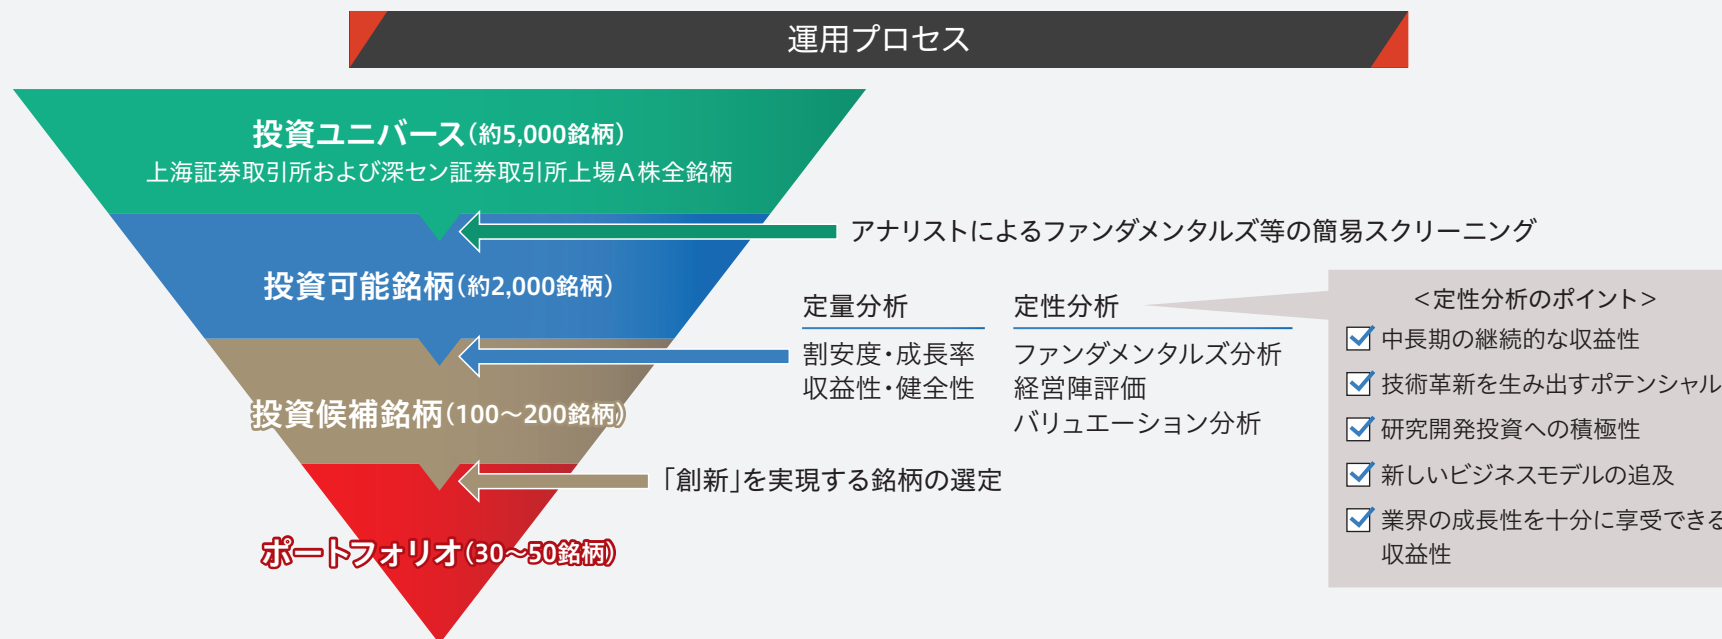 運用プロセス
投資ユニバース（約5,000銘柄）
上海証券取引所および深セン証券取引所上場A株全銘柄
アナリストによるファンダメンタルズ等の簡易スクリーニング
投資可能銘柄（約2,000銘柄）
定量分析
割安度・成長率
収益性・健全性
定性分析
ファンダメンタルズ分析
経営陣評価
バリュエーション分析
＜定性分析のポイント＞
中長期の継続的な収益性
技術革新を生み出すポテンシャル
研究開発投資への積極性
新しいビジネスモデルの追及
業界の成長性を十分に享受できる
収益性
投資候補銘柄（100〜200銘柄）
「創新」を実現する銘柄の選定
ポートフォリオ（30〜50銘柄）